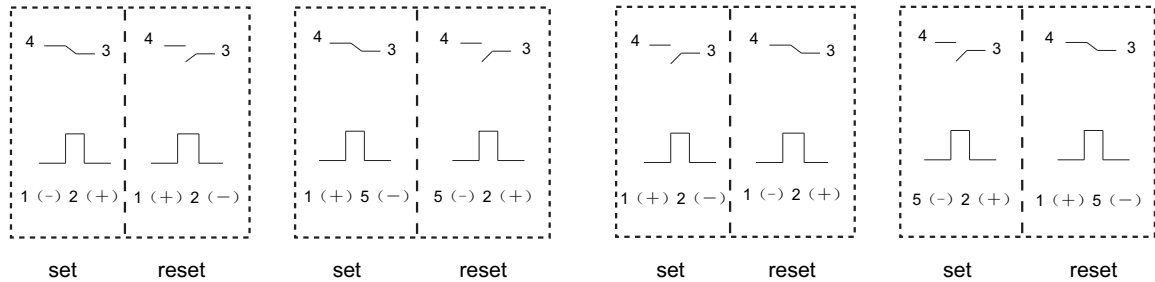 4 3 4 3
1 (-) 2 (+) 1 (+) 2 (-)
set reset
4 3 4 3
1 (+) 5 (-) 5 (-) 2 (+)
set reset
4 3 4 3
1 (+) 2 (-) 1 (-) 2 (+)
set reset
4 3 4 3
5 (-) 2 (+) 1 (+) 5 (-)
set reset